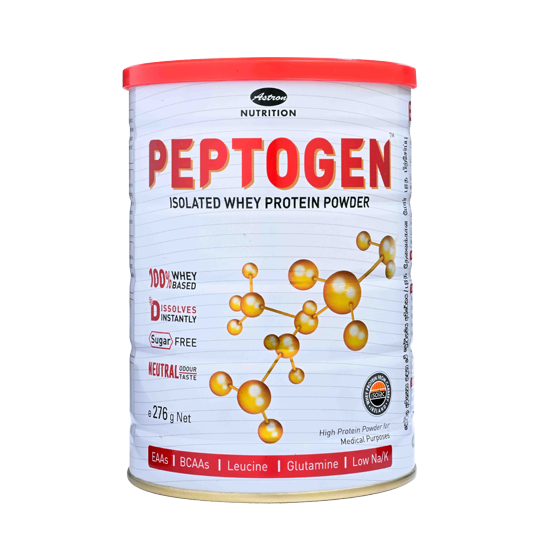 Astron
NUTRITION
PEPTOGEN
ISOLATED WHEY PROTEIN POWDER
100% WHEY
BASED
DISSOLVES
INSTANTLY
Sugar FREE
NEUTRAL ODOUR
TASTE
e 276 g Net
High Protein Powder for
Medical Purposes
EAAs | BCAAs | Leucine | Glutamine | Low Na/K